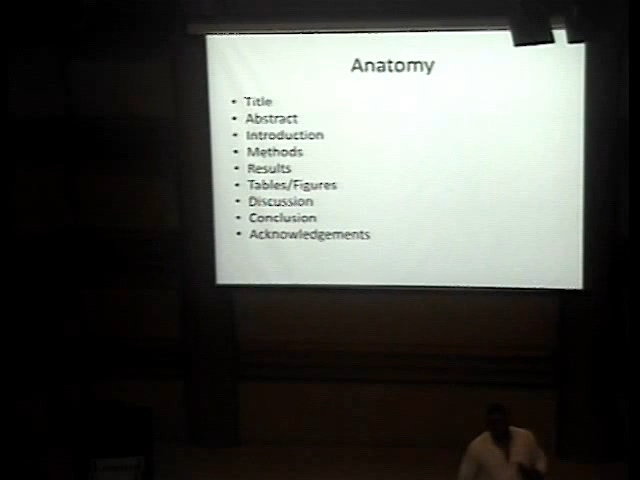 Anatomy
• Title
• Abstract
• Introduction
• Methods
• Results
• Tables/Figures
• Discussion
• Conclusion
• Acknowledgements